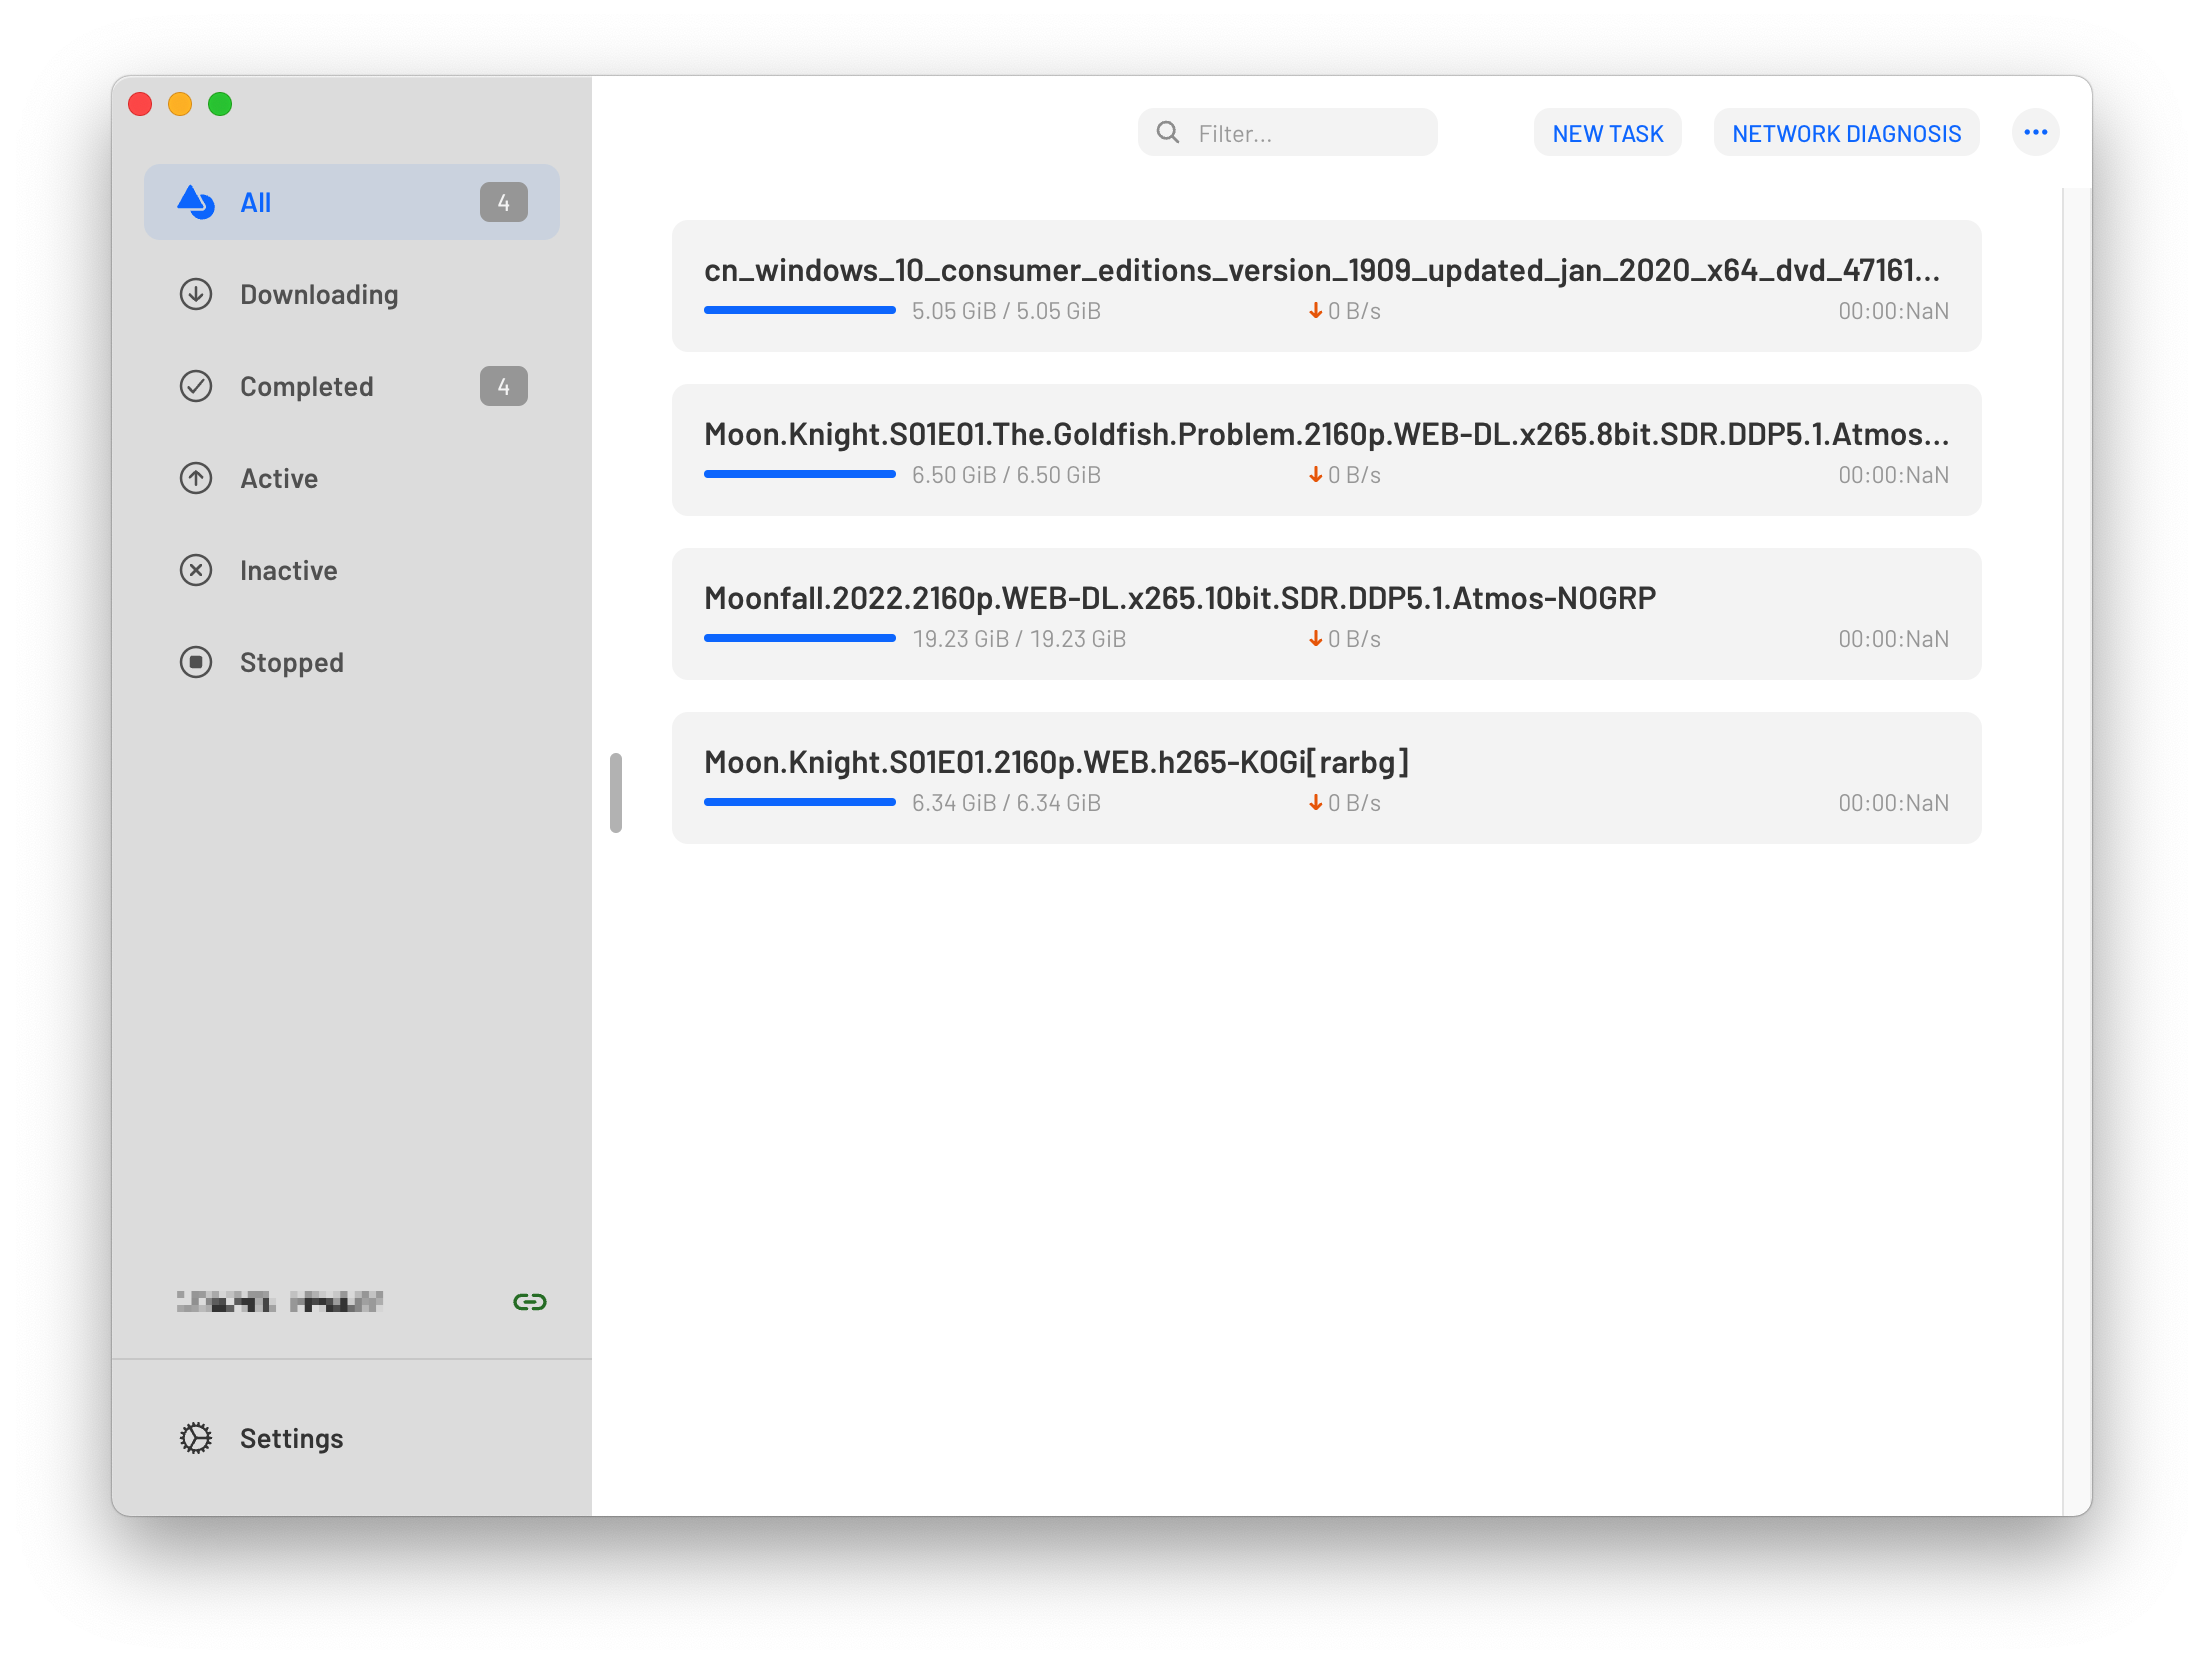 All
4
Downloading
Completed
4
Active
Inactive
Stopped
Settings
Filter...
NEW TASK
NETWORK DIAGNOSIS
cn_windows_10_consumer_editions_version_1909_updated_jan_2020_x64_dvd_47161...
5.05 GiB / 5.05 GiB
0 B/s
00:00:NaN
Moon.Knight.S01E01.The.Goldfish.Problem.2160p.WEB-DL.x265.8bit.SDR.DDP5.1.Atmos...
6.50 GiB / 6.50 GiB
0 B/s
00:00:NaN
Moonfall.2022.2160p.WEB-DL.x265.10bit.SDR.DDP5.1.Atmos-NOGRP
19.23 GiB / 19.23 GiB
0 B/s
00:00:NaN
Moon.Knight.S01E01.2160p.WEB.h265-KOGi[rarbg]
6.34 GiB / 6.34 GiB
0 B/s
00:00:NaN